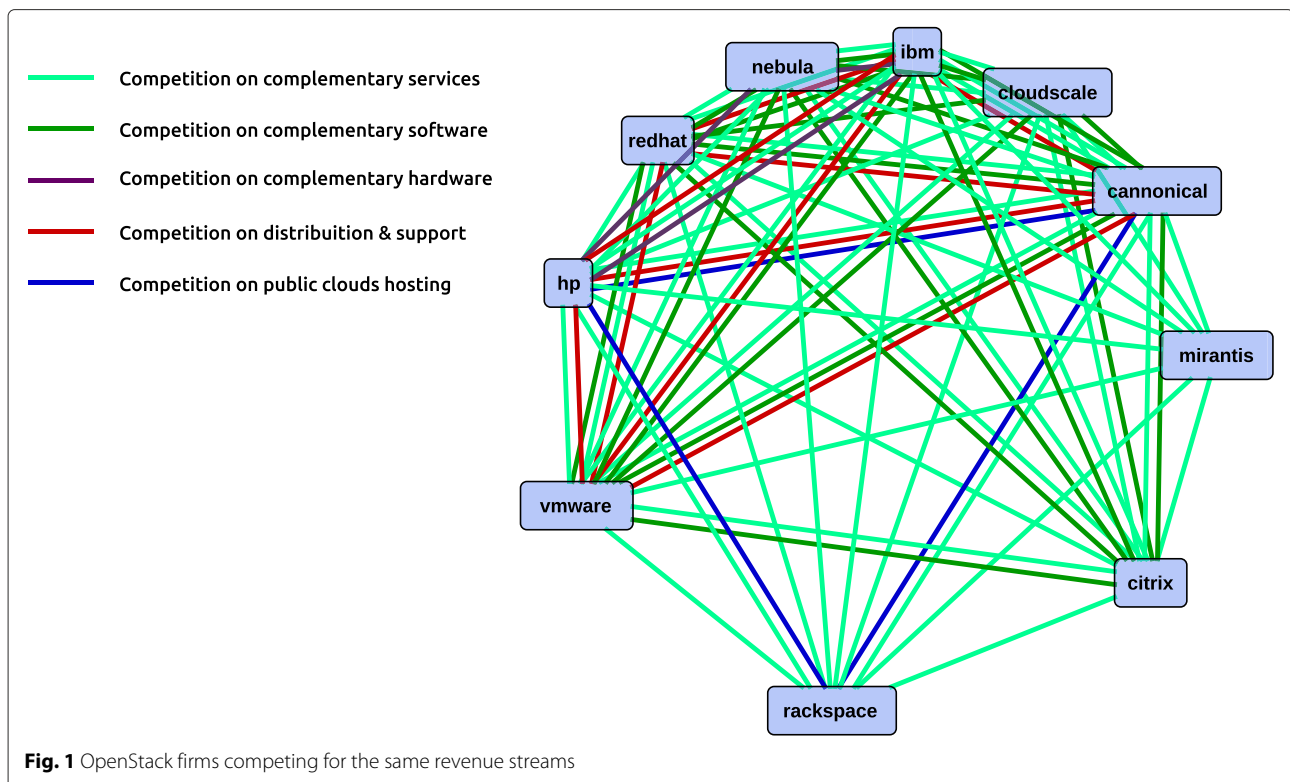 Competition on complementary services
Competition on complementary software
Competition on complementary hardware
Competition on distribuition & support
Competition on public clouds hosting
ibm
nebula
cloudscale
redhat
cannonical
hp
mirantis
vmware
citrix
rackspace
Fig. 1 OpenStack firms competing for the same revenue streams